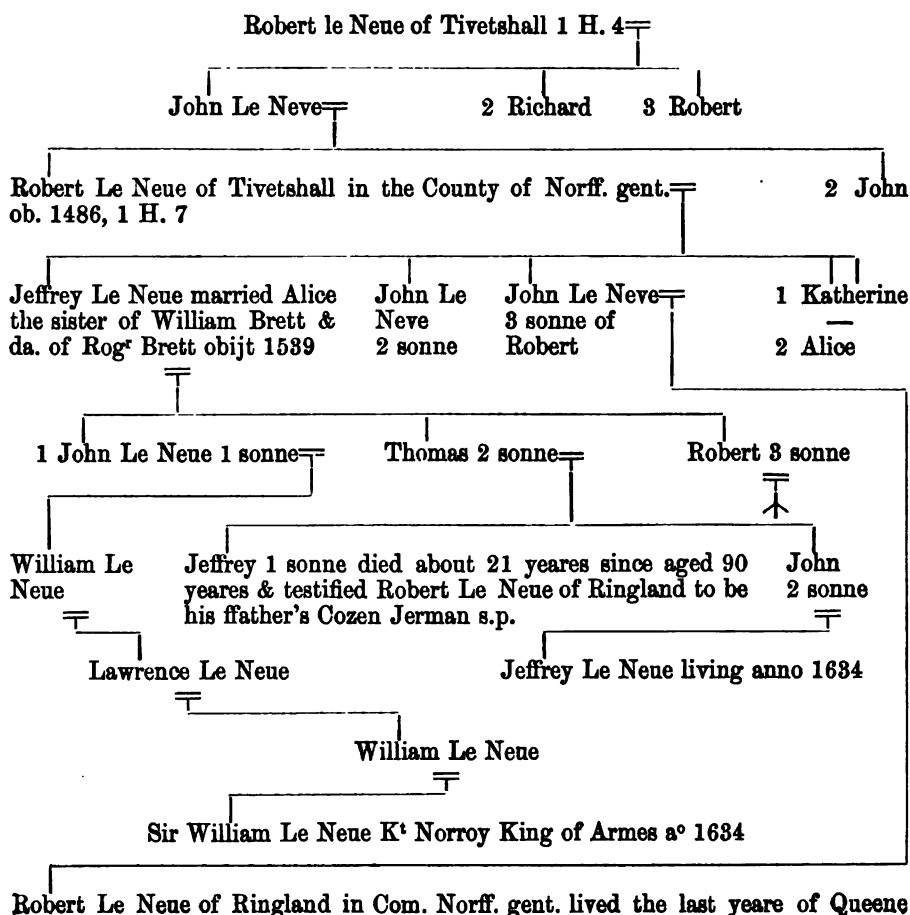 Robert le Neue of Tivetshall 1 H. 4
John Le Neve 2 Richard 3 Robert
Robert Le Neue of Tivetshall in the County of Norff. gent. 2 John
ob. 1486, 1 H. 7
Jeffrey Le Neue married Alice
the sister of William Brett &
da. of Rogʳ Brett obijt 1539
John Le
Neve
2 sonne
John Le Neve
3 sonne of
Robert
1 Katherine
2 Alice
1 John Le Neue 1 sonne Thomas 2 sonne Robert 3 sonne
William Le
Neue
Jeffrey 1 sonne died about 21 yeares since aged 90
yeares & testified Robert Le Neue of Ringland to be
his ffather's Cozen Jerman s.p.
John
2 sonne
Lawrence Le Neue Jeffrey Le Neue living anno 1634
William Le Neue
Sir William Le Neue Kᵗ Norroy King of Armes aº 1634
Robert Le Neue of Ringland in Com. Norff. gent. lived the last yeare of Queene